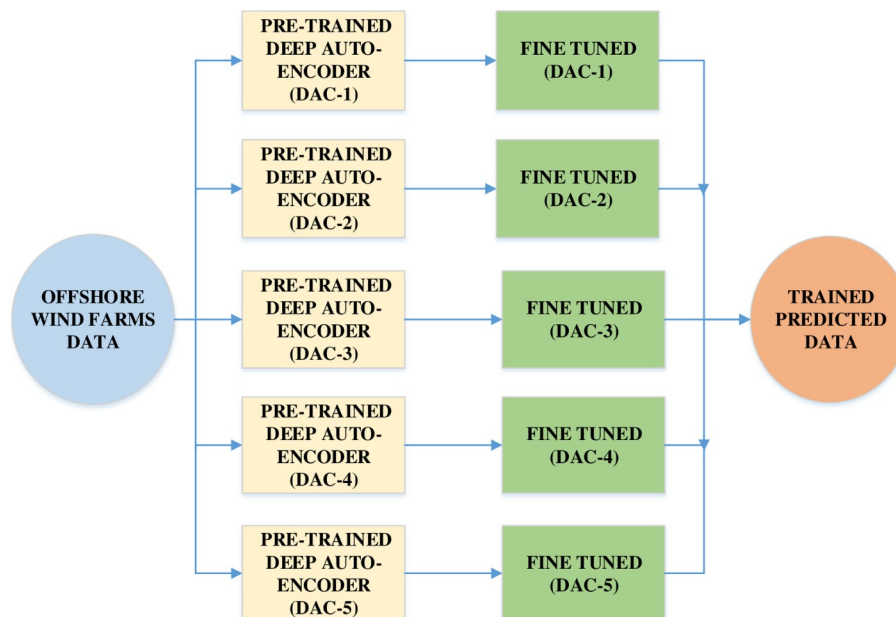 PRE-TRAINED
DEEP AUTO-
ENCODER
(DAC-1)
FINE TUNED
(DAC-1)
PRE-TRAINED
DEEP AUTO-
ENCODER
(DAC-2)
FINE TUNED
(DAC-2)
OFFSHORE
WIND FARMS
DATA
PRE-TRAINED
DEEP AUTO-
ENCODER
(DAC-3)
FINE TUNED
(DAC-3)
TRAINED
PREDICTED
DATA
PRE-TRAINED
DEEP AUTO-
ENCODER
(DAC-4)
FINE TUNED
(DAC-4)
PRE-TRAINED
DEEP AUTO-
ENCODER
(DAC-5)
FINE TUNED
(DAC-5)